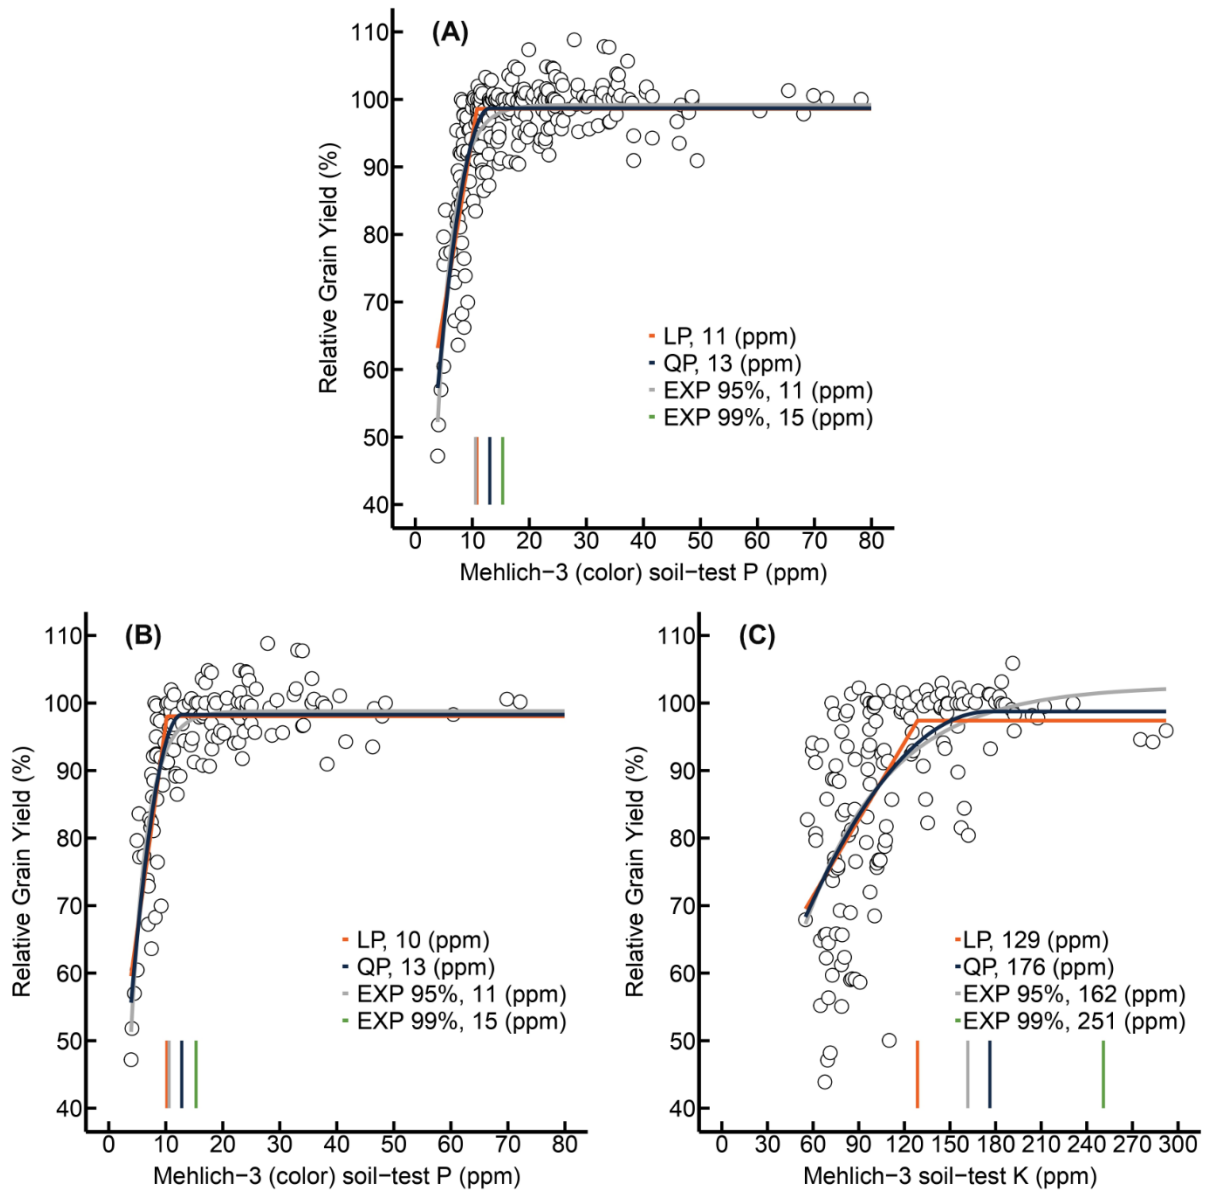 (A)
Relative Grain Yield (%)
110
100
90
80
70
60
50
40
LP, 11 (ppm)
QP, 13 (ppm)
EXP 95%, 11 (ppm)
EXP 99%, 15 (ppm)
0 10 20 30 40 50 60 70 80
Mehlich−3 (color) soil−test P (ppm)
(B)
Relative Grain Yield (%)
110
100
90
80
70
60
50
40
LP, 10 (ppm)
QP, 13 (ppm)
EXP 95%, 11 (ppm)
EXP 99%, 15 (ppm)
0 10 20 30 40 50 60 70 80
Mehlich−3 (color) soil−test P (ppm)
(C)
Relative Grain Yield (%)
110
100
90
80
70
60
50
40
LP, 129 (ppm)
QP, 176 (ppm)
EXP 95%, 162 (ppm)
EXP 99%, 251 (ppm)
0 30 60 90 120 150 180 210 240 270 300
Mehlich−3 soil−test K (ppm)